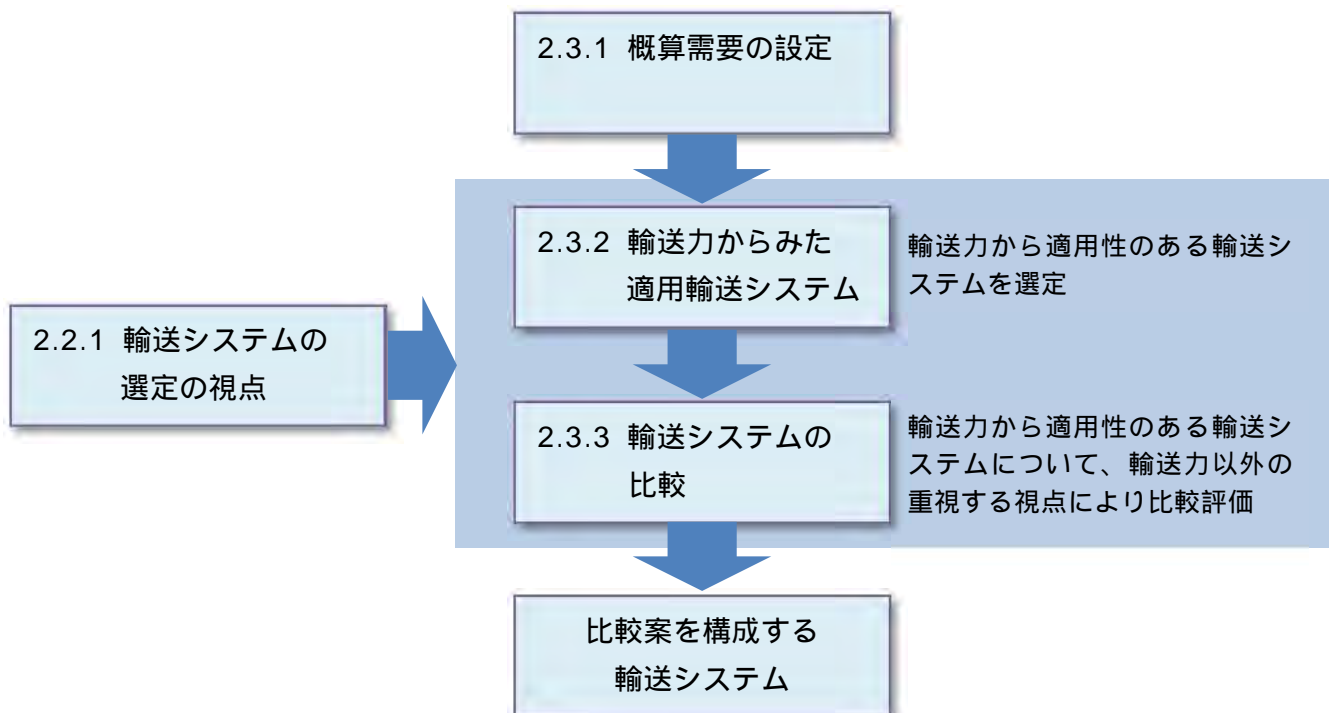 2.3.1 概算需要の設定
2.3.2 輸送力からみた
適用輸送システム
輸送力から適用性のある輸送シ
ステムを選定
2.2.1 輸送システムの
選定の視点
2.3.3 輸送システムの
比較
輸送力から適用性のある輸送シ
ステムについて、輸送力以外の
重視する視点により比較評価
比較案を構成する
輸送システム